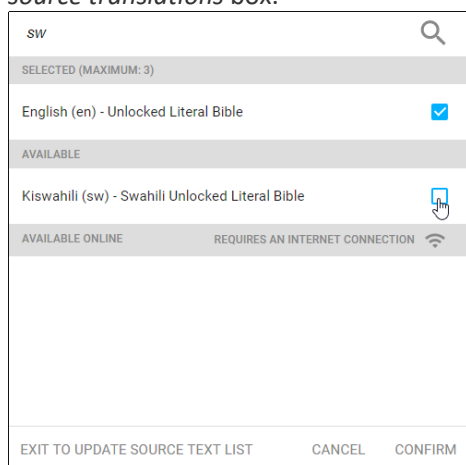 source translations box.
sw
SELECTED (MAXIMUM: 3)
English (en) - Unlocked Literal Bible
AVAILABLE
Kiswahili (sw) - Swahili Unlocked Literal Bible
AVAILABLE ONLINE REQUIRES AN INTERNET CONNECTION
EXIT TO UPDATE SOURCE TEXT LIST CANCEL CONFIRM